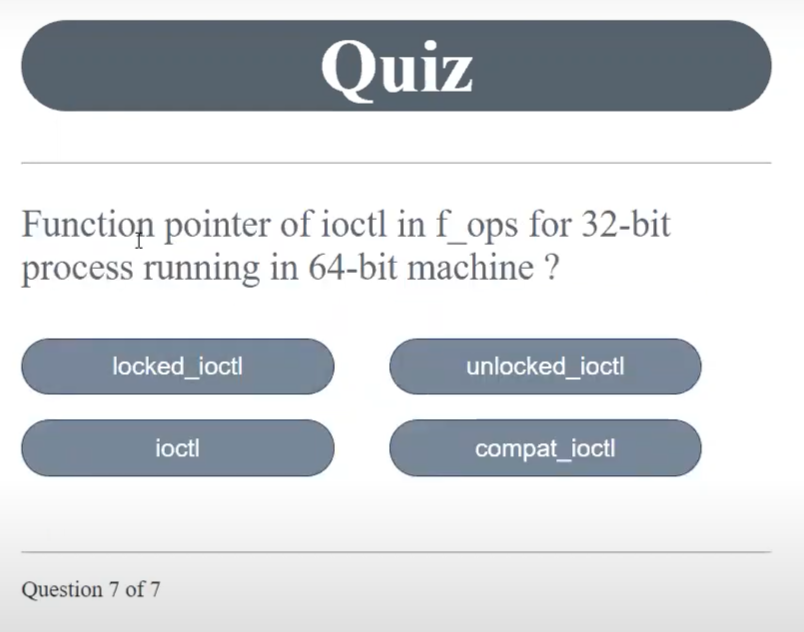 Quiz
Function pointer of ioctl in f_ops for 32-bit
process running in 64-bit machine ?
locked_ioctl
unlocked_ioctl
ioctl
compat_ioctl
Question 7 of 7